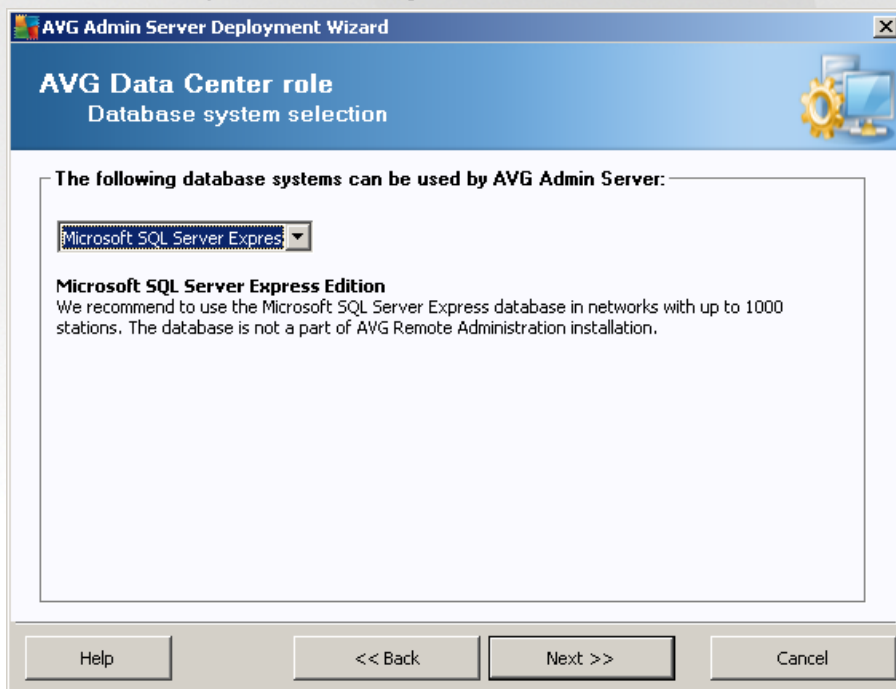 AVG Admin Server Deployment Wizard
AVG Data Center role
Database system selection
The following database systems can be used by AVG Admin Server:
Microsoft SQL Server Expres
Microsoft SQL Server Express Edition
We recommend to use the Microsoft SQL Server Express database in networks with up to 1000
stations. The database is not a part of AVG Remote Administration installation.
Help
<< Back
Next >>
Cancel